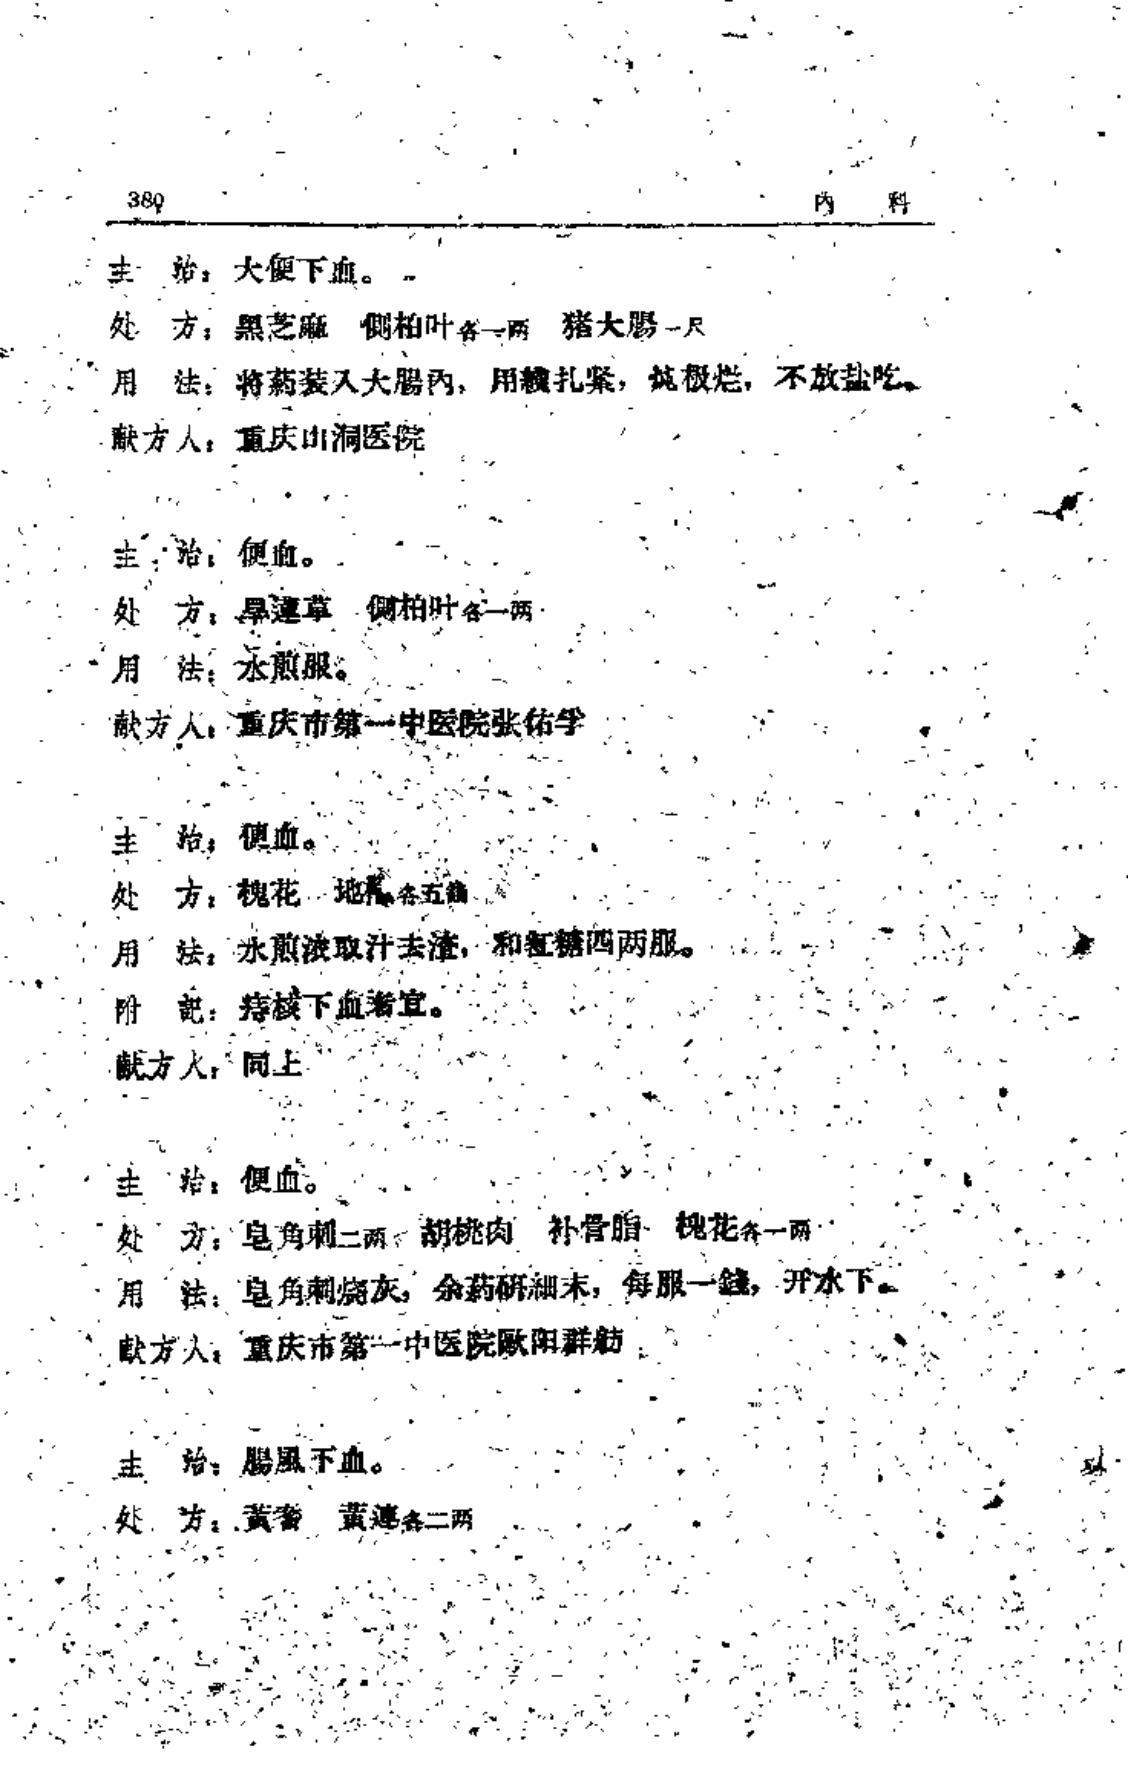 380 内 科
主 治：大便下血。
处 方：黑芝麻 側柏叶各一两 猪大腸一尺
用 法：将葯装入大腸內，用線扎紧，炖极烂，不放盐吃。
献方人：重庆山洞医院
主 治：便血。
处 方：旱蓮草 側柏叶各一两
用 法：水煎服。
献方人：重庆市第一中医院张佑孚
主 治：便血。
处 方：槐花 地榆各五錢
用 法：水煎浓取汁去渣，和紅糖四两服。
附 記：痔核下血者宜。
献方人：同上
主 治：便血。
处 方：皂角刺二两 胡桃肉 补骨脂 槐花各一两
用 法：皂角刺烧灰，余葯研細末，每服一錢，开水下。
献方人：重庆市第一中医院歐阳群舫
主 治：腸風下血。
处 方：黃芩 黃連各二两